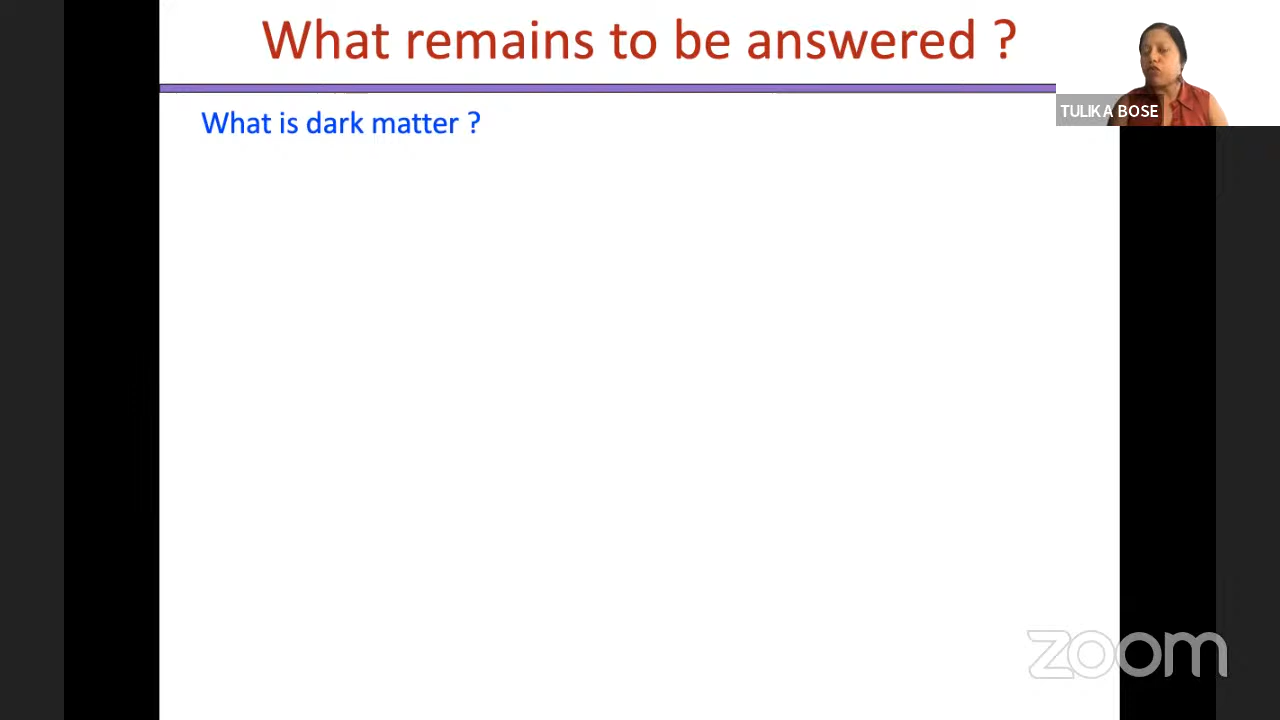 What remains to be answered ?
What is dark matter ?
TULIKA BOSE
zoom